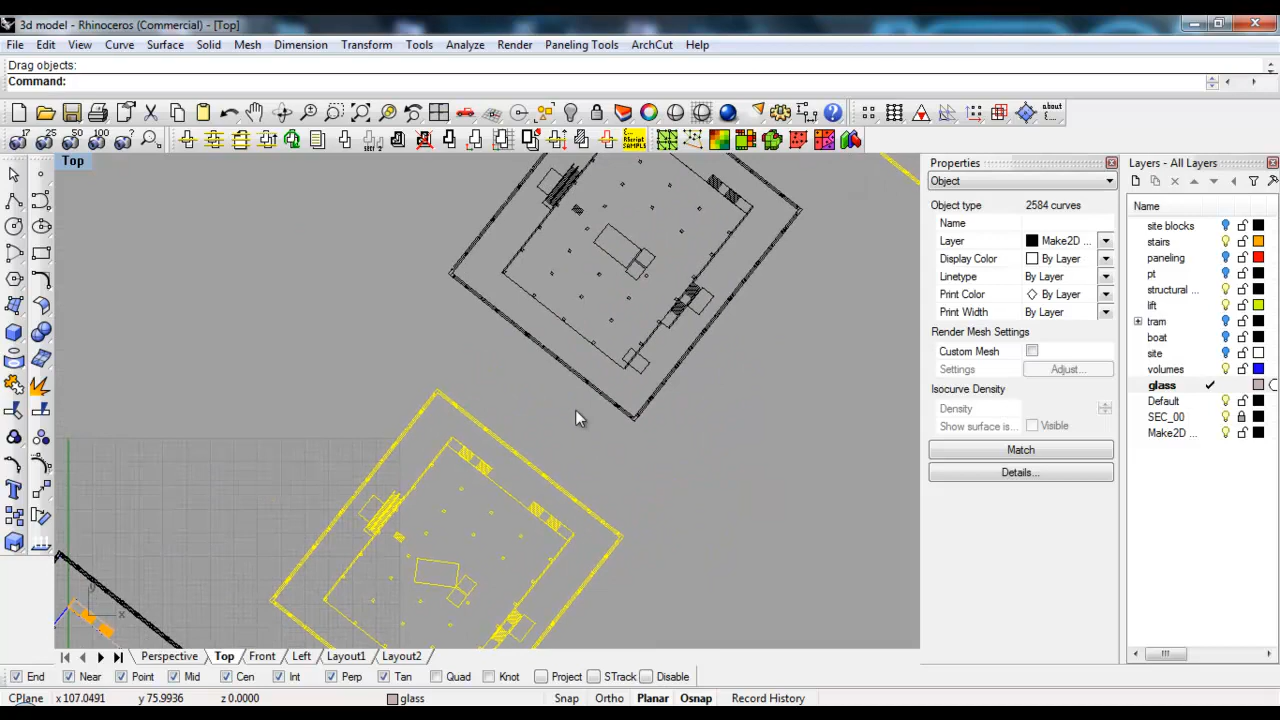 3d model - Rhinoceros (Commercial) - [Top]
File Edit View Curve Surface Solid Mesh Dimension Transform Tools Analyze Render Paneling Tools ArchCut Help
Drag objects:
Command:
about
17 25 50 100 ?
Top
Properties
Object
Object type 2584 curves
Name
Layer Make2D ...
Display Color By Layer
Linetype By Layer
Print Color By Layer
Print Width By Layer
Render Mesh Settings
Custom Mesh
Settings Adjust...
Isocurve Density
Density
Show surface is... Visible
Match
Details...
Layers - All Layers
Name
site blocks
stairs
paneling
pt
structural ...
lift
tram
boat
site
volumes
glass
Default
SEC_00
Make2D ...
y
x
Perspective Top Front Left Layout1 Layout2
End Near Point Mid Cen Int Perp Tan Quad Knot Project STrack Disable
CPlane x 107.0491 y 75.9936 z 0.0000 glass Snap Ortho Planar Osnap Record History